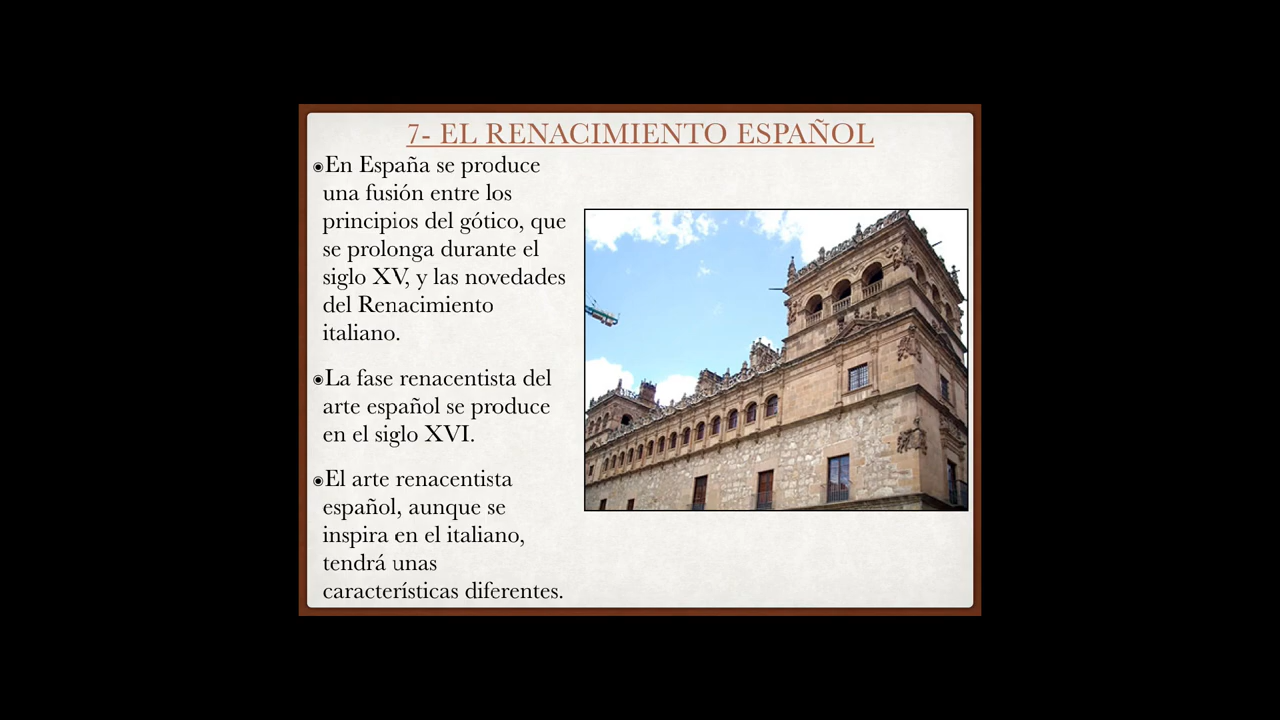 7- EL RENACIMIENTO ESPAÑOL
◉En España se produce
una fusión entre los
principios del gótico, que
se prolonga durante el
siglo XV, y las novedades
del Renacimiento
italiano.
◉La fase renacentista del
arte español se produce
en el siglo XVI.
◉El arte renacentista
español, aunque se
inspira en el italiano,
tendrá unas
características diferentes.